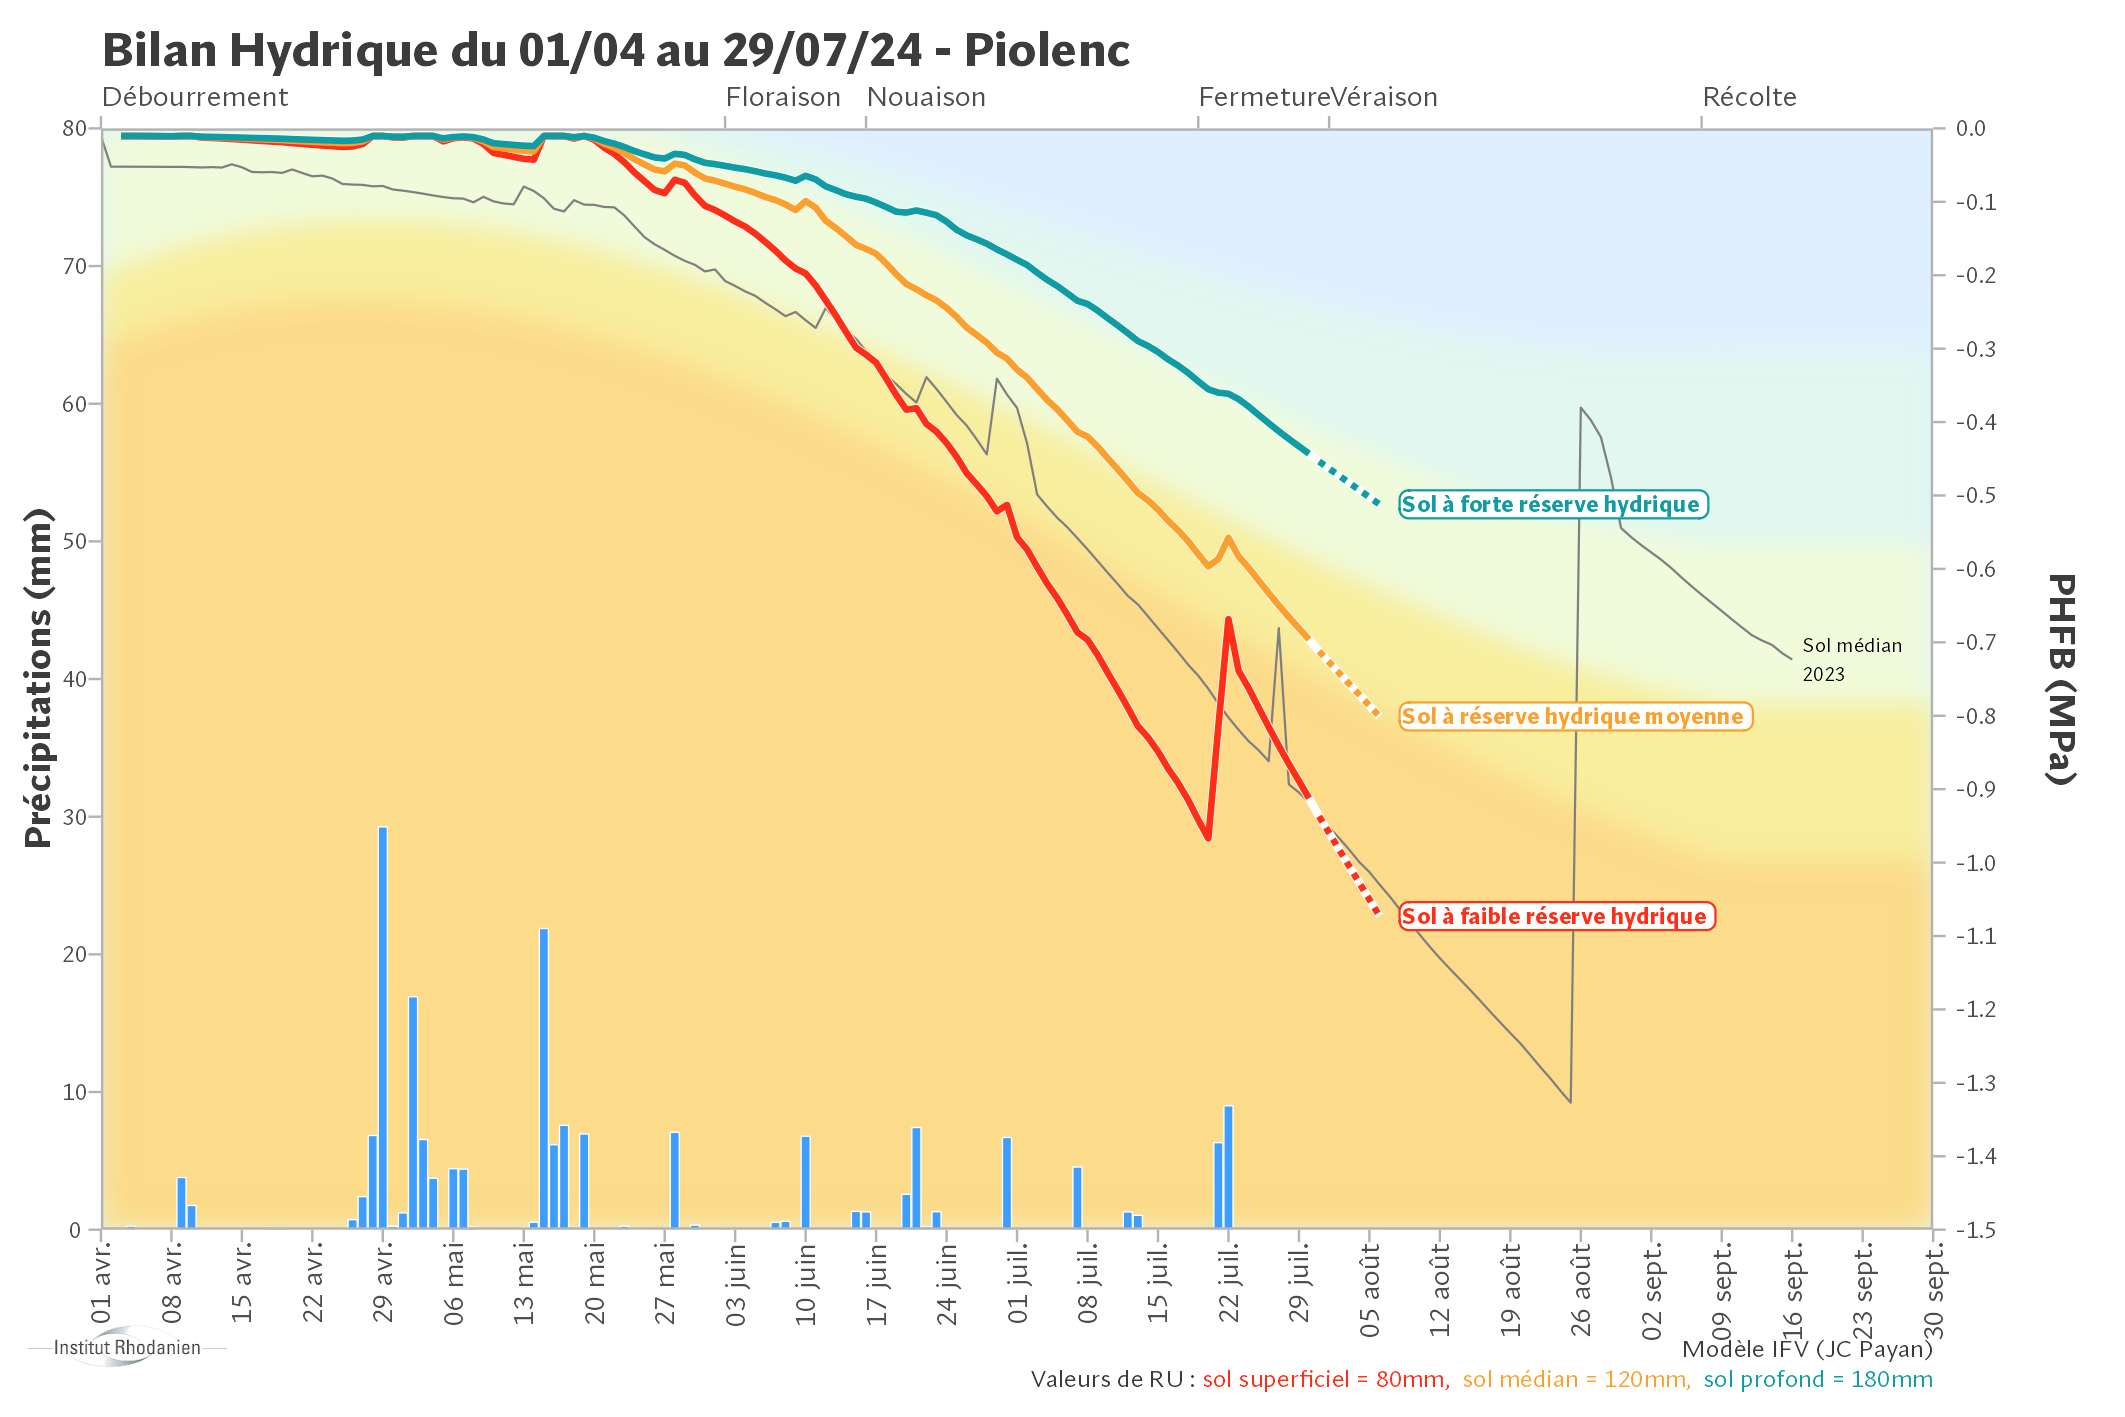 Bilan Hydrique du 01/04 au 29/07/24 - Piolenc
Débourrement Floraison Nouaison Fermeture Véraison Récolte
80
70
60
50
40
30
20
10
0
Précipitations (mm)
0.0
-0.1
-0.2
-0.3
-0.4
-0.5
-0.6
-0.7
-0.8
-0.9
-1.0
-1.1
-1.2
-1.3
-1.4
-1.5
PHFB (MPa)
Sol à forte réserve hydrique
Sol médian
2023
Sol à réserve hydrique moyenne
Sol à faible réserve hydrique
01 avr.
08 avr.
15 avr.
22 avr.
29 avr.
06 mai
13 mai
20 mai
27 mai
03 juin
10 juin
17 juin
24 juin
01 juil.
08 juil.
15 juil.
22 juil.
29 juil.
05 août
12 août
19 août
26 août
02 sept.
09 sept.
16 sept.
23 sept.
30 sept.
Institut Rhodanien
Modèle IFV (JC Payan)
Valeurs de RU : sol superficiel = 80mm, sol médian = 120mm, sol profond = 180mm